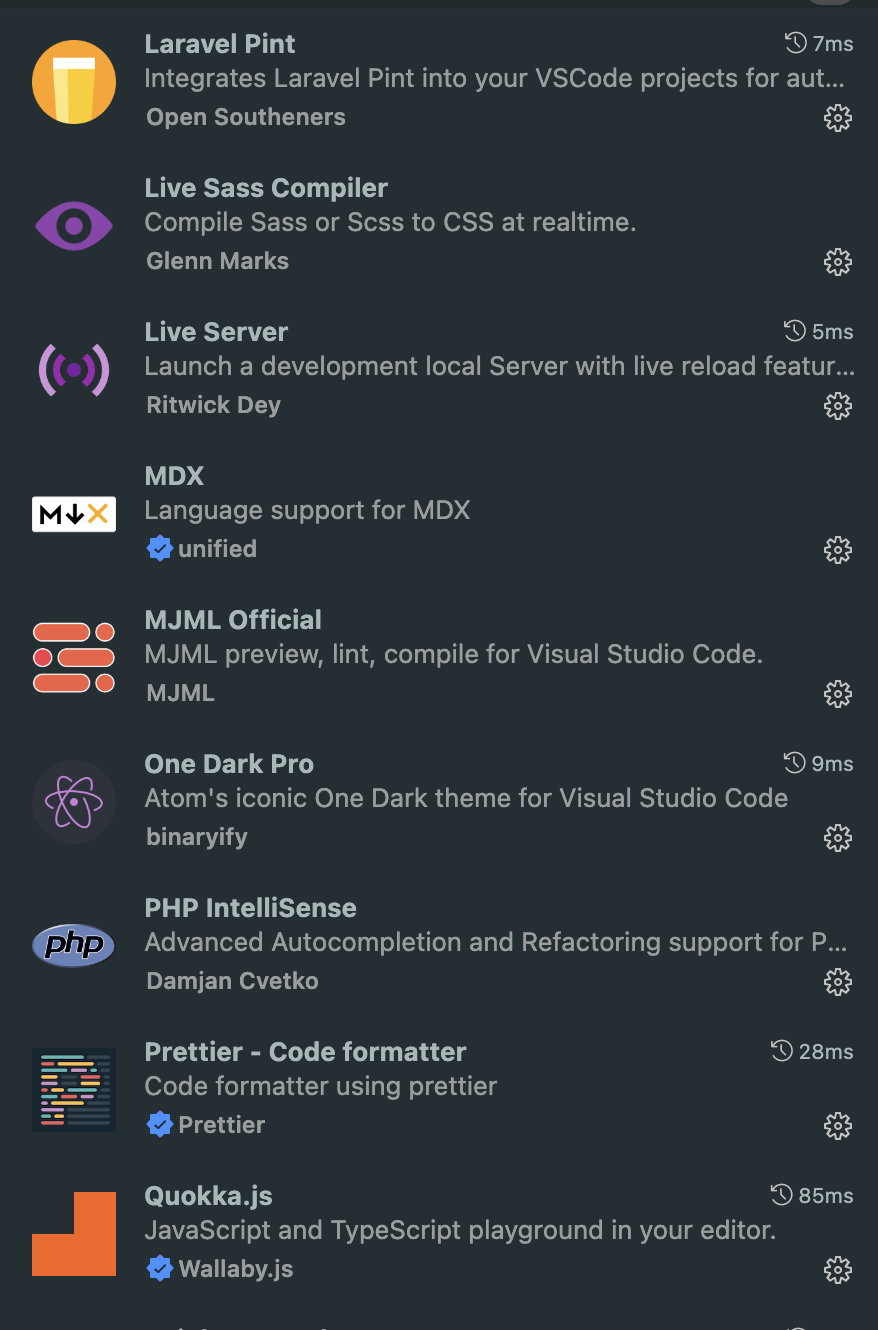 Laravel Pint 7ms
Integrates Laravel Pint into your VSCode projects for aut...
Open Southeners
Live Sass Compiler
Compile Sass or Scss to CSS at realtime.
Glenn Marks
Live Server 5ms
Launch a development local Server with live reload featur...
Ritwick Dey
MDX
Language support for MDX
M↓X
unified
MJML Official
MJML preview, lint, compile for Visual Studio Code.
MJML
One Dark Pro 9ms
Atom's iconic One Dark theme for Visual Studio Code
binaryify
PHP IntelliSense
Advanced Autocompletion and Refactoring support for P...
php
Damjan Cvetko
Prettier - Code formatter 28ms
Code formatter using prettier
Prettier
Quokka.js 85ms
JavaScript and TypeScript playground in your editor.
Wallaby.js